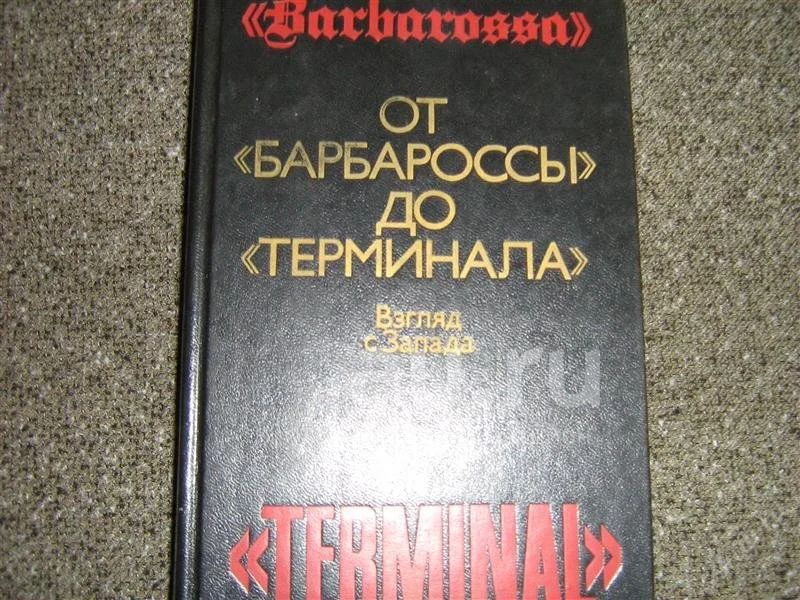 «Barbarossa»
ОТ
«БАРБАРОССЫ»
ДО
«ТЕРМИНАЛА»
Взгляд
с Запада
«TERMINAL»